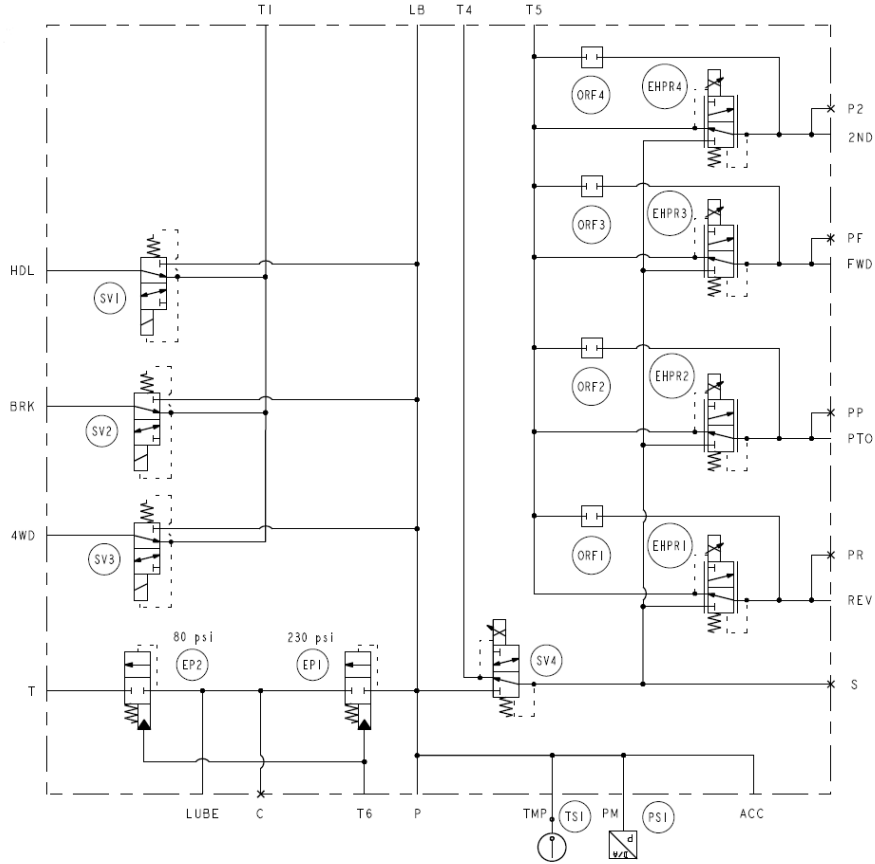 T1 LB T4 T5
ORF4 EHPR4 P2
2ND
ORF3 EHPR3 PF
FWD
HDL
SV1
ORF2 EHPR2
BRK PP
SV2 PTO
4WD
SV3 ORF1 EHPR1 PR
REV
80 psi 230 psi
EP2 EP1 SV4
T S
LUBE C T6 P TMP TS1 PM PS1 ACC
P
D/A